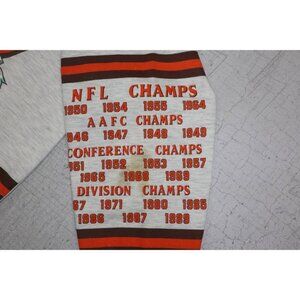 NFL CHAMPS
1950 1954 1955 1964
AAFC CHAMPS
946 1947 1948 1949
CONFERENCE CHAMPS
951 1952 1953 1957
1965 1968 1969
DIVISION CHAMPS
67 1971 1980 1985
1986 1987 1989